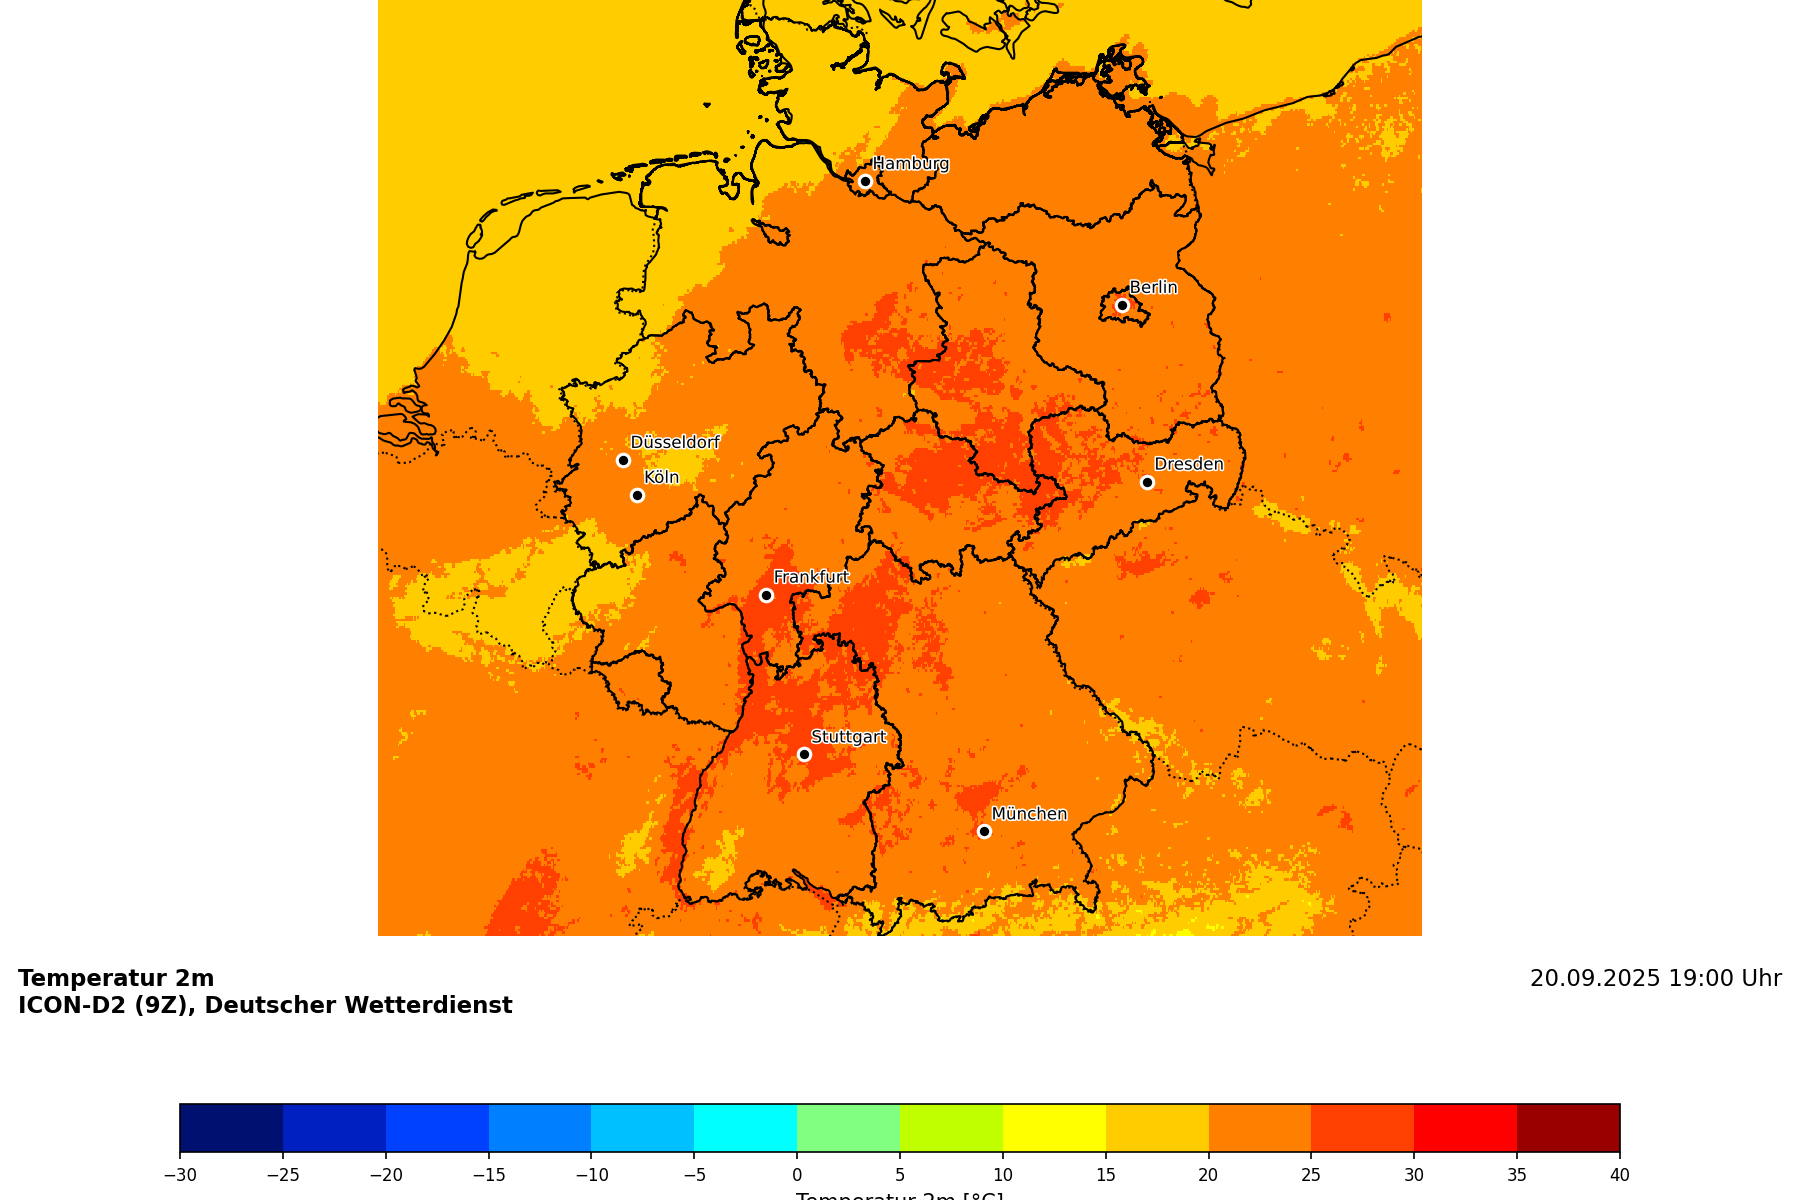 Hamburg
Berlin
Düsseldorf
Köln
Dresden
Frankfurt
Stuttgart
München
Temperatur 2m
ICON-D2 (9Z), Deutscher Wetterdienst
20.09.2025 19:00 Uhr
−30 −25 −20 −15 −10 −5 0 5 10 15 20 25 30 35 40
Temperatur 2m [°C]